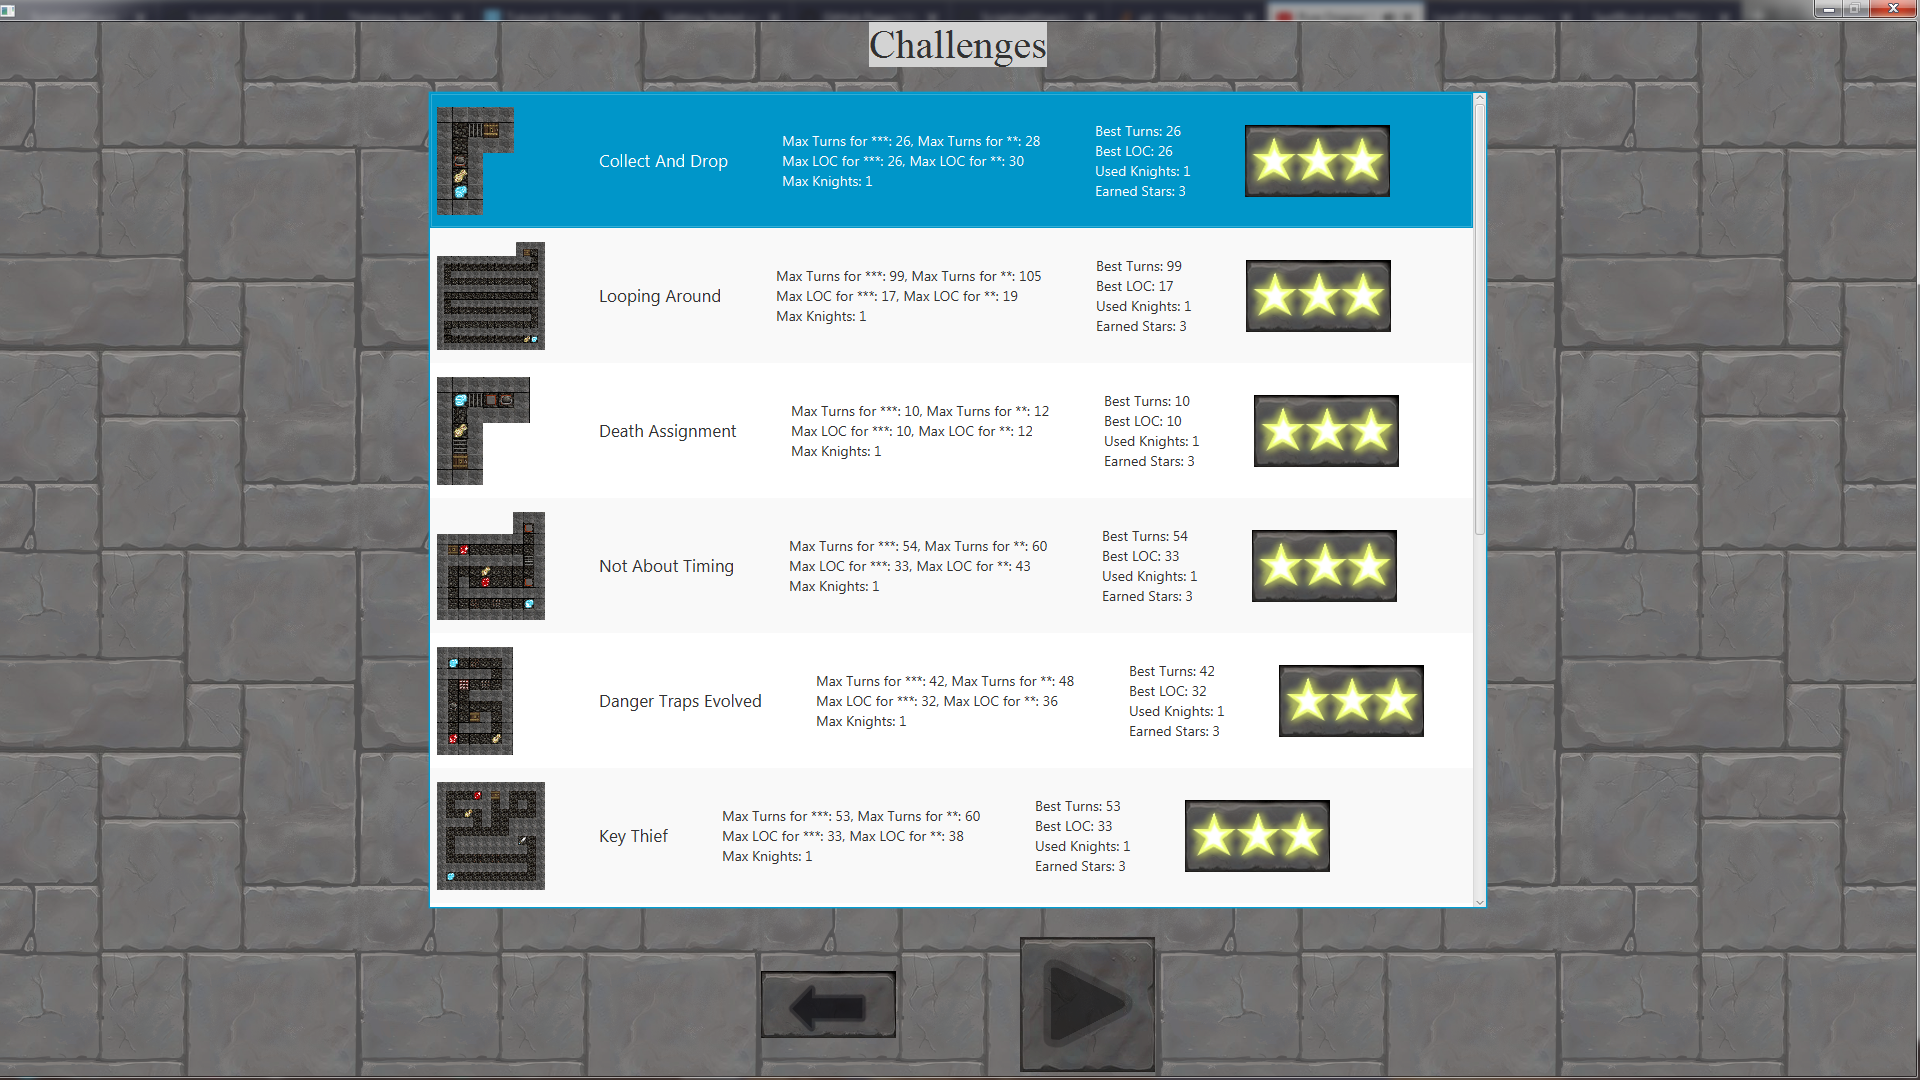 Challenges
Collect And Drop
Max Turns for ***: 26, Max Turns for **: 28
Max LOC for ***: 26, Max LOC for **: 30
Max Knights: 1
Best Turns: 26
Best LOC: 26
Used Knights: 1
Earned Stars: 3
Looping Around
Max Turns for ***: 99, Max Turns for **: 105
Max LOC for ***: 17, Max LOC for **: 19
Max Knights: 1
Best Turns: 99
Best LOC: 17
Used Knights: 1
Earned Stars: 3
Death Assignment
Max Turns for ***: 10, Max Turns for **: 12
Max LOC for ***: 10, Max LOC for **: 12
Max Knights: 1
Best Turns: 10
Best LOC: 10
Used Knights: 1
Earned Stars: 3
Not About Timing
Max Turns for ***: 54, Max Turns for **: 60
Max LOC for ***: 33, Max LOC for **: 43
Max Knights: 1
Best Turns: 54
Best LOC: 33
Used Knights: 1
Earned Stars: 3
Danger Traps Evolved
Max Turns for ***: 42, Max Turns for **: 48
Max LOC for ***: 32, Max LOC for **: 36
Max Knights: 1
Best Turns: 42
Best LOC: 32
Used Knights: 1
Earned Stars: 3
Key Thief
Max Turns for ***: 53, Max Turns for **: 60
Max LOC for ***: 33, Max LOC for **: 38
Max Knights: 1
Best Turns: 53
Best LOC: 33
Used Knights: 1
Earned Stars: 3